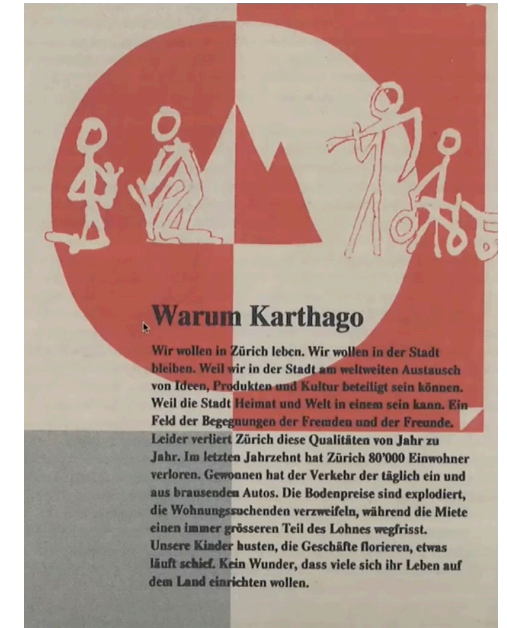 Warum Karthago
Wir wollen in Zürich leben. Wir wollen in der Stadt
bleiben. Weil wir in der Stadt am weltweiten Austausch
von Ideen, Produkten und Kultur beteiligt sein können.
Weil die Stadt Heimat und Welt in einem sein kann. Ein
Feld der Begegnungen der Fremden und der Freunde.
Leider verliert Zürich diese Qualitäten von Jahr zu
Jahr. Im letzten Jahrzehnt hat Zürich 80'000 Einwohner
verloren. Gewonnen hat der Verkehr der täglich ein und
aus brausenden Autos. Die Bodenpreise sind explodiert,
die Wohnungssuchenden verzweifeln, während die Miete
einen immer grösseren Teil des Lohnes wegfrisst.
Unsere Kinder husten, die Geschäfte florieren, etwas
läuft schief. Kein Wunder, dass viele sich ihr Leben auf
dem Land einrichten wollen.